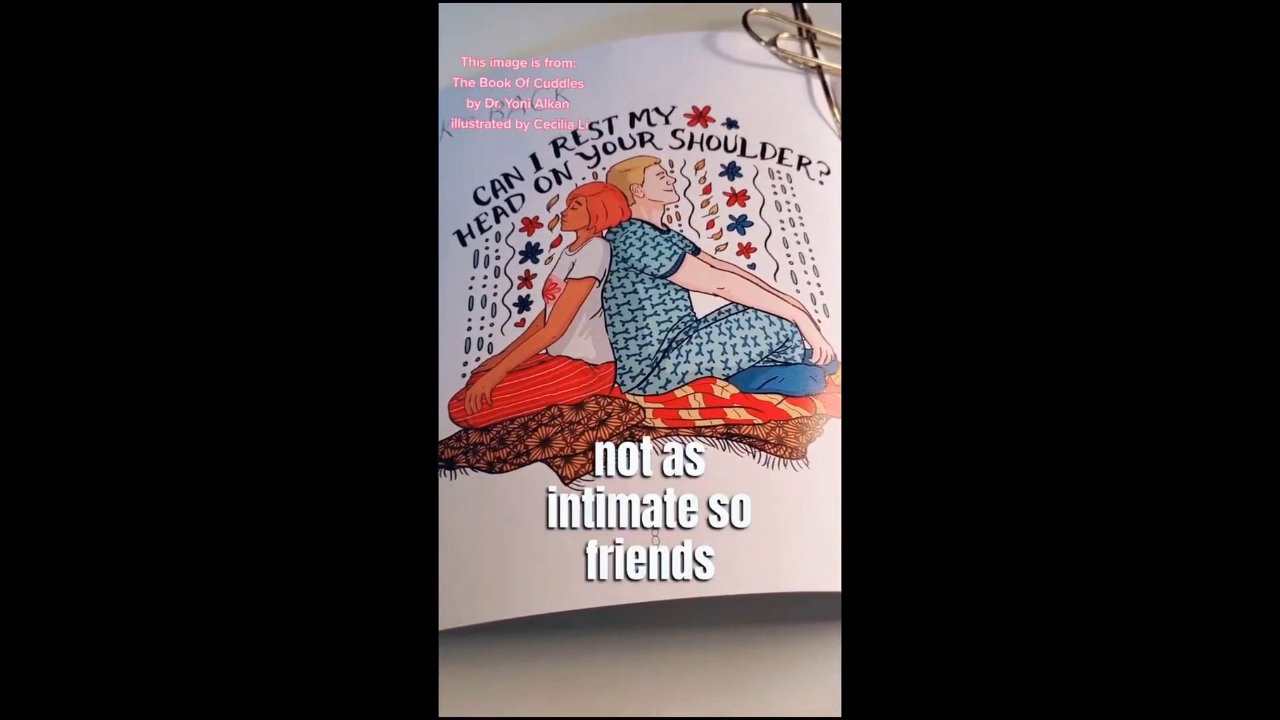 This image is from:
The Book Of Cuddles
by Dr. Yoni Alkan
illustrated by Cecilia Li
BACK
CAN I REST MY
HEAD ON YOUR SHOULDER?
not as
intimate so
friends